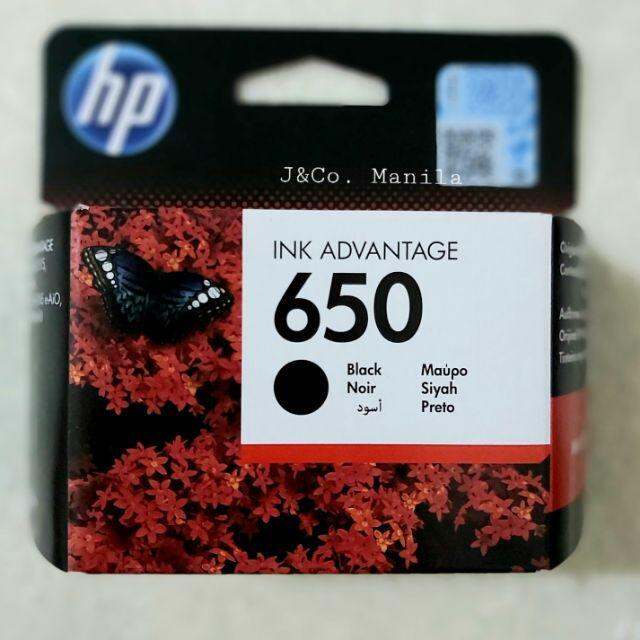 hp
J&Co. Manila
INK ADVANTAGE
650
Black Μαύρο
Noir Siyah
أسود Preto